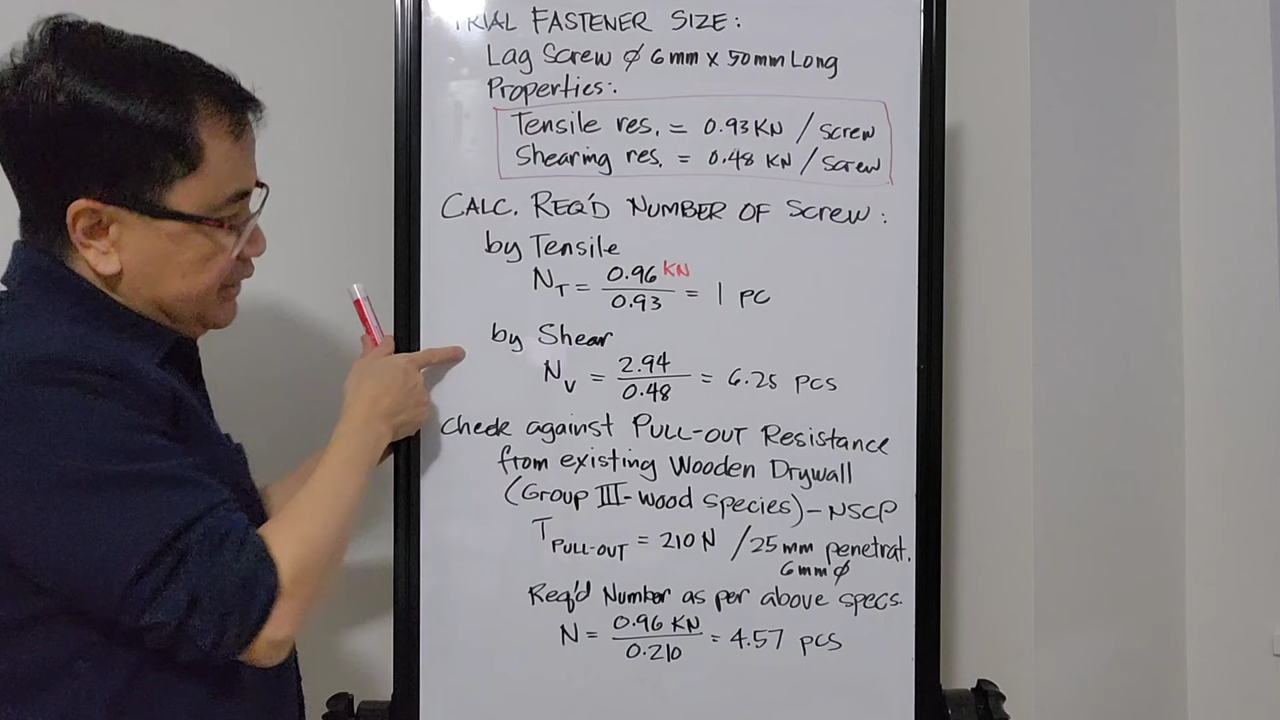 TRIAL FASTENER SIZE:
Lag Screw ϕ 6mm x 50mm Long
Properties:
Tensile res. = 0.93 KN / screw
Shearing res. = 0.48 KN / screw
CALC. REQ'D NUMBER OF SCREW:
by Tensile
N_T = 0.96 KN / 0.93 = 1 PC
by Shear
N_V = 2.94 / 0.48 = 6.25 PCS
Check against PULL-OUT Resistance
from existing Wooden Drywall
(Group III-wood species) - NSCP
T_PULL-OUT = 210 N / 25 mm penetrat.
6mm ϕ
Req'd Number as per above specs.
N = 0.96 KN / 0.210 = 4.57 pcs